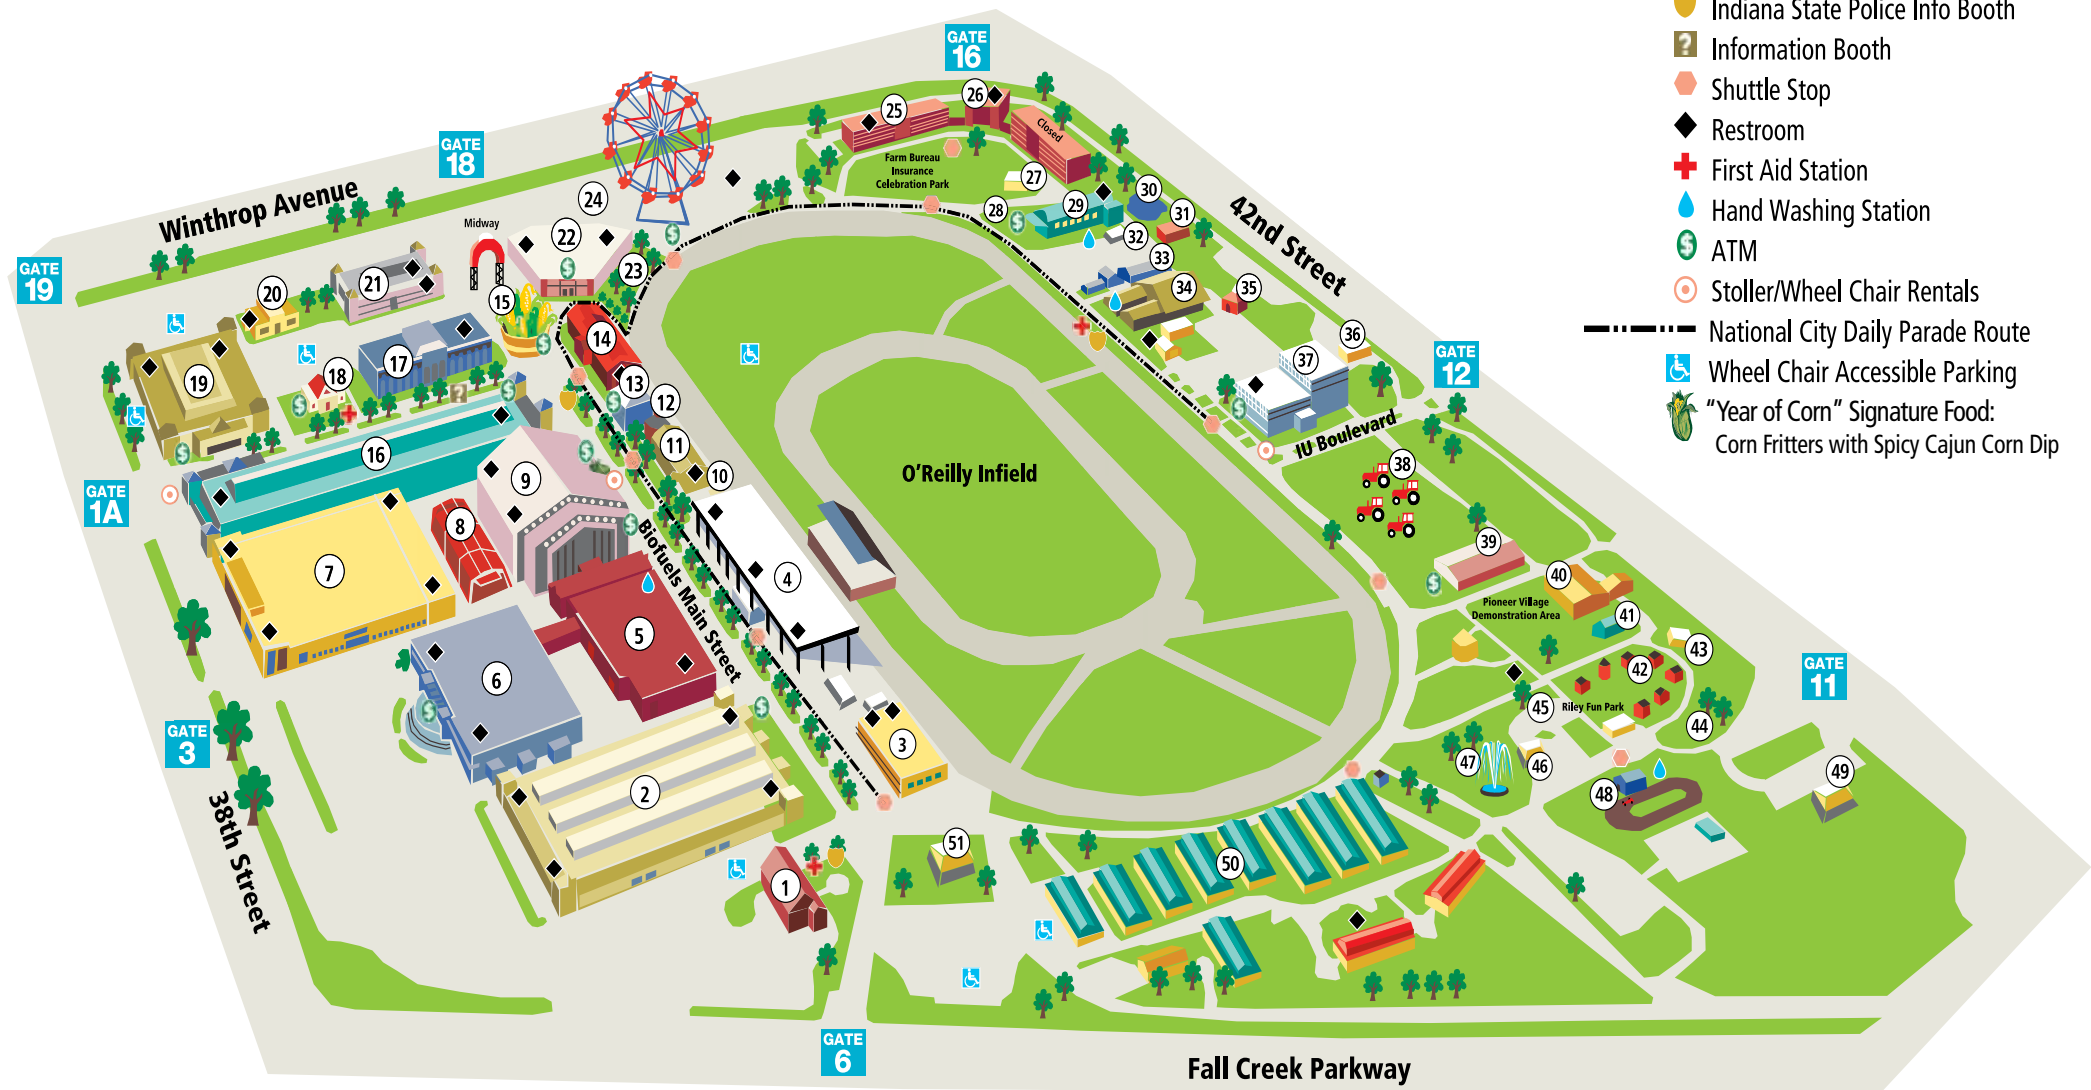 Indiana State Police Info Booth
? Information Booth
Shuttle Stop
Restroom
First Aid Station
Hand Washing Station
$ ATM
Stoller/Wheel Chair Rentals
National City Daily Parade Route
Wheel Chair Accessible Parking
"Year of Corn" Signature Food:
Corn Fritters with Spicy Cajun Corn Dip
GATE
16
GATE
18
GATE
19
GATE
1A
GATE
3
GATE
6
GATE
11
GATE
12
Winthrop Avenue
42nd Street
38th Street
Fall Creek Parkway
IU Boulevard
Biofuels Main Street
O'Reilly Infield
Midway
Farm Bureau
Insurance
Celebration Park
Closed
Pioneer Village
Demonstration Area
Riley Fun Park
1
2
3
4
5
6
7
8
9
10
11
12
13
14
15
16
17
18
19
20
21
22
23
24
25
26
27
28
29
30
31
32
33
34
35
36
37
38
39
40
41
42
43
44
45
46
47
48
49
50
51